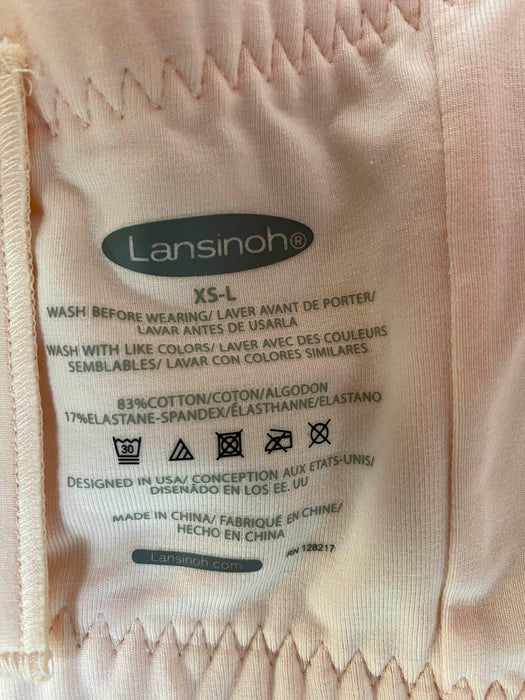 Lansinoh®
XS-L
WASH BEFORE WEARING/ LAVER AVANT DE PORTER/
LAVAR ANTES DE USARLA
WASH WITH LIKE COLORS/ LAVER AVEC DES COULEURS
SEMBLABLES/ LAVAR CON COLORES SIMILARES
83%COTTON/COTON/ALGODON
17%ELASTANE-SPANDEX/ÉLASTHANNE/ELASTANO
30
DESIGNED IN USA/ CONCEPTION AUX ETATS-UNIS/
DISENÃDO EN LOS EE. UU
MADE IN CHINA/ FABRIQUÉ EN CHINE/
HECHO EN CHINA
Lansinoh.com
RN 128217